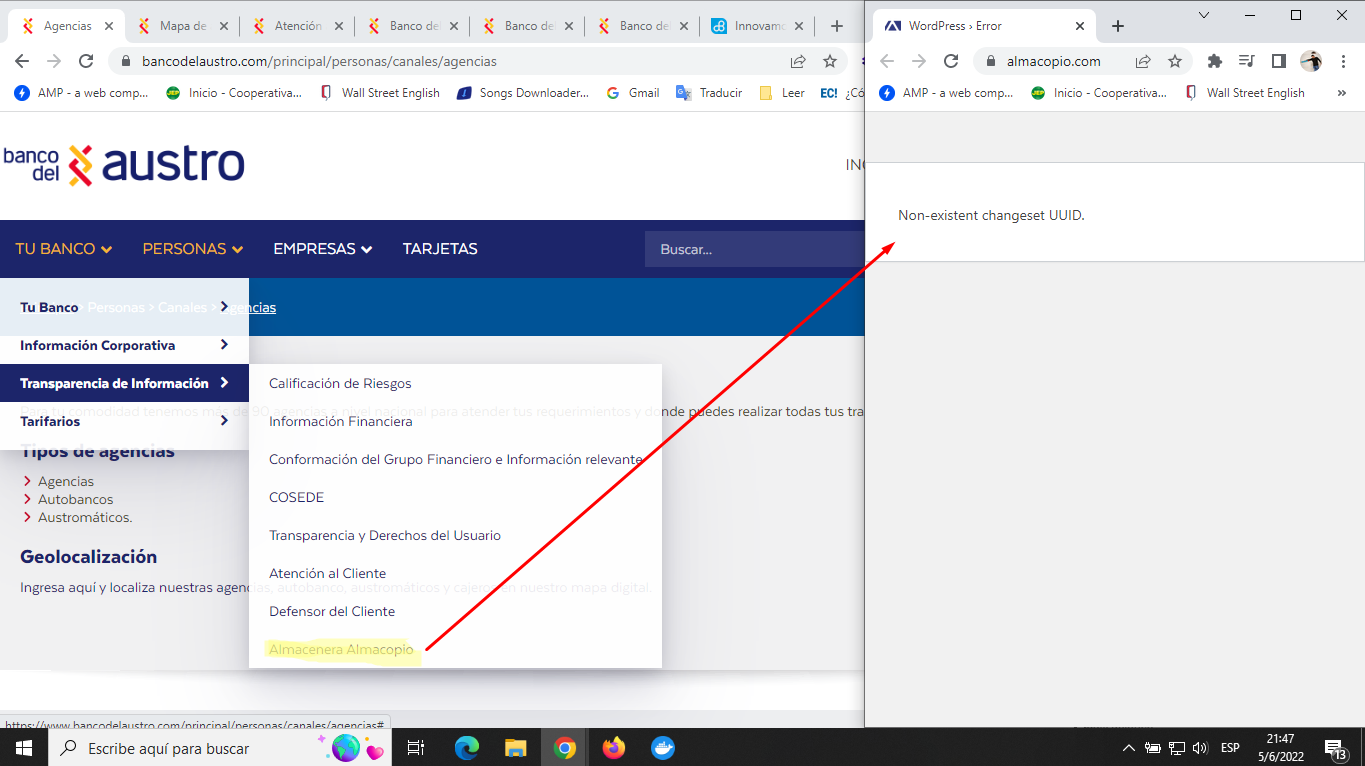 Agencias
Mapa de
Atención
Banco del
Banco de
Banco de
Innovamo
bancodelaustro.com/principal/personas/canales/agencias
AMP - a web comp...
Inicio - Cooperativa...
Wall Street English
Songs Downloader...
Gmail
Traducir
Leer
EC! ¿Có
banco del austro
TU BANCO
PERSONAS
EMPRESAS
TARJETAS
Buscar...
Personas > Canales > Agencias
Tu Banco
Información Corporativa
Transparencia de Información
Tarifarios
Calificación de Riesgos
Para tu comodidad tenemos más de 90 agencias a nivel nacional para atender tus requerimientos y donde puedes realizar todas tus tra
Información Financiera
Conformación del Grupo Financiero e Información relevante
COSEDE
Transparencia y Derechos del Usuario
Atención al Cliente
Defensor del Cliente
Almacenera Almacopio
Tipos de agencias
Agencias
Autobancos
Austromáticos.
Geolocalización
Ingresa aquí y localiza nuestras agencias, autobanco, austromáticos y cajeros en nuestro mapa digital.
https://www.bancodelaustro.com/principal/personas/canales/agencias#
WordPress › Error
almacopio.com
AMP - a web comp...
Inicio - Cooperativa...
Wall Street English
»
Non-existent changeset UUID.
Escribe aquí para buscar
ESP
21:47
5/6/2022
13